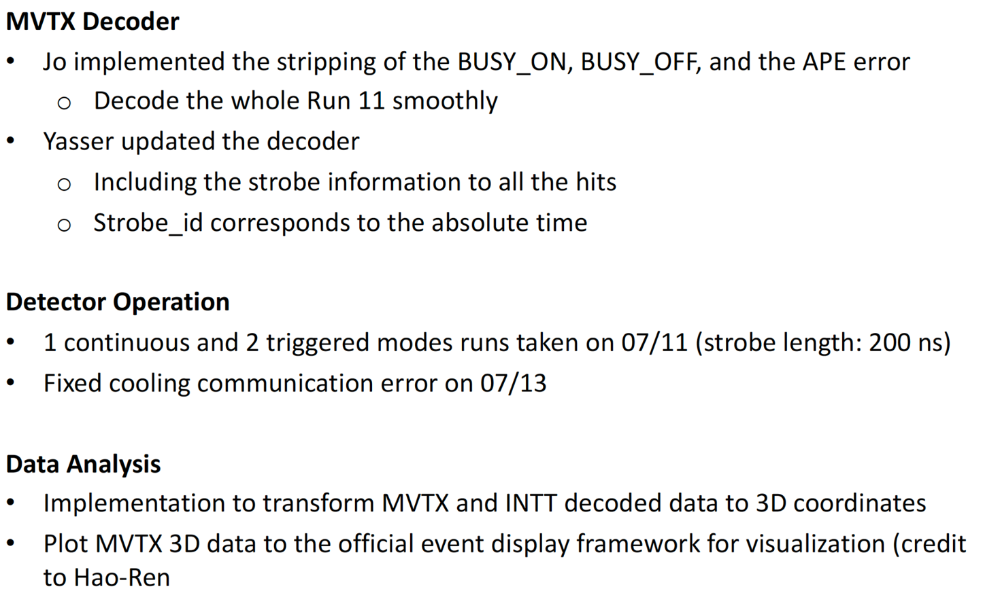 MVTX Decoder
• Jo implemented the stripping of the BUSY_ON, BUSY_OFF, and the APE error
o Decode the whole Run 11 smoothly
• Yasser updated the decoder
o Including the strobe information to all the hits
o Strobe_id corresponds to the absolute time
Detector Operation
• 1 continuous and 2 triggered modes runs taken on 07/11 (strobe length: 200 ns)
• Fixed cooling communication error on 07/13
Data Analysis
• Implementation to transform MVTX and INTT decoded data to 3D coordinates
• Plot MVTX 3D data to the official event display framework for visualization (credit
to Hao-Ren